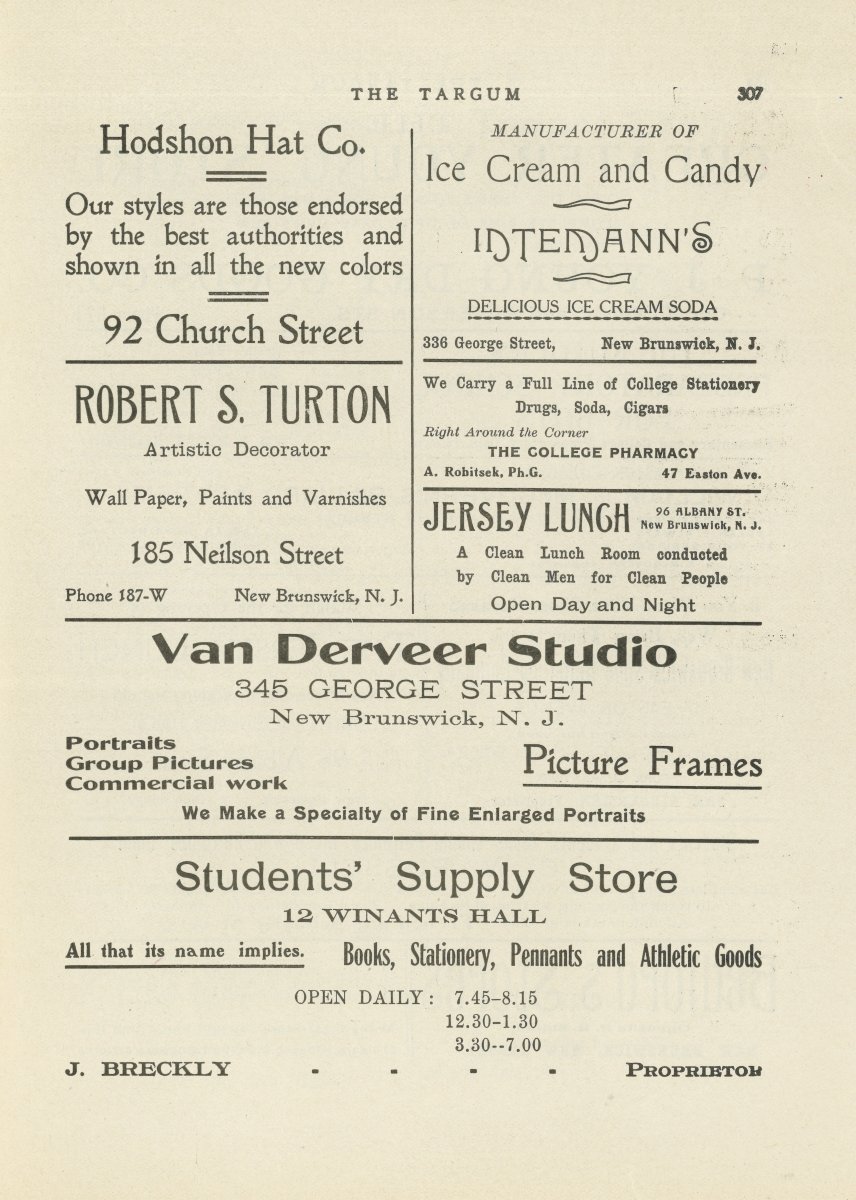 THE TARGUM
307
Hodshon Hat Co.
Our styles are those endorsed
by the best authorities and
shown in all the new colors
92 Church Street
ROBERT S. TURTON
Artistic Decorator
Wall Paper, Paints and Varnishes
185 Neilson Street
Phone 187-W New Brunswick, N. J.
MANUFACTURER OF
Ice Cream and Candy
INTEMANN'S
DELICIOUS ICE CREAM SODA
336 George Street, New Brunswick, N. J.
We Carry a Full Line of College Stationery
Drugs, Soda, Cigars
Right Around the Corner
THE COLLEGE PHARMACY
A. Robitsek, Ph.G. 47 Easton Ave.
JERSEY LUNCH
96 ALBANY ST.
New Brunswick, N. J.
A Clean Lunch Room conducted
by Clean Men for Clean People
Open Day and Night
Van Derveer Studio
345 GEORGE STREET
New Brunswick, N. J.
Portraits
Group Pictures
Commercial work
Picture Frames
We Make a Specialty of Fine Enlarged Portraits
Students' Supply Store
12 WINANTS HALL
All that its name implies. Books, Stationery, Pennants and Athletic Goods
OPEN DAILY: 7.45-8.15
12.30-1.30
3.30--7.00
J. BRECKLY - - - - PROPRIETOR